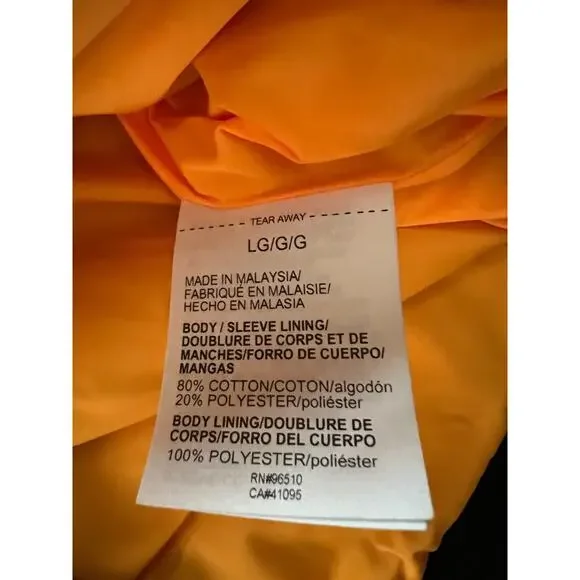 TEAR AWAY
LG/G/G
MADE IN MALAYSIA/
FABRIQUÉ EN MALAISIE/
HECHO EN MALASIA
BODY / SLEEVE LINING/
DOUBLURE DE CORPS ET DE
MANCHES/FORRO DE CUERPO/
MANGAS
80% COTTON/COTON/algodón
20% POLYESTER/poliéster
BODY LINING/DOUBLURE DE
CORPS/FORRO DEL CUERPO
100% POLYESTER/poliéster
RN#96510
CA#41095